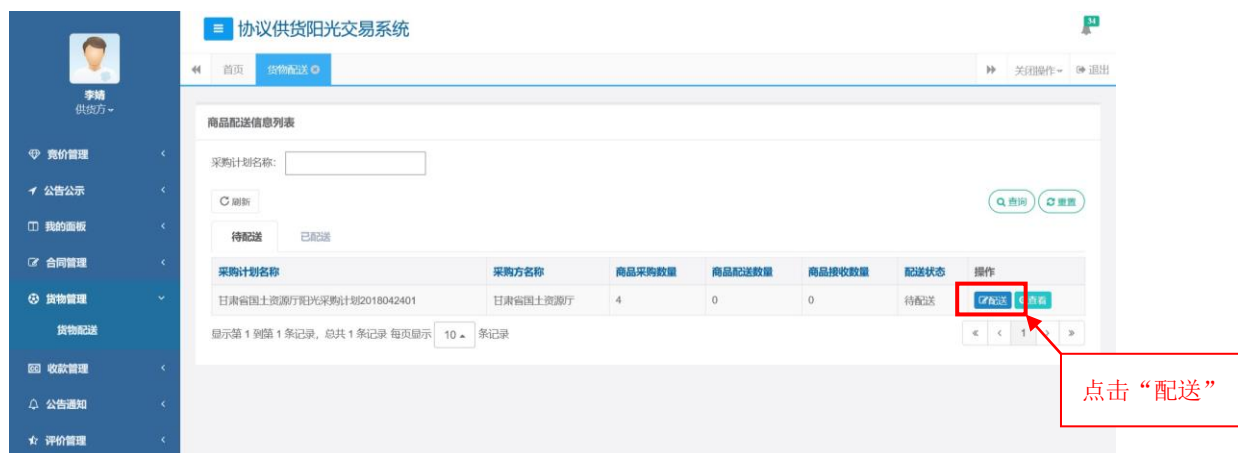 协议供货阳光交易系统
34
首页
货物配送
关闭操作
退出
李婧
供货方
竞价管理
公告公示
我的面板
合同管理
货物管理
货物配送
收款管理
公告通知
评价管理
商品配送信息列表
采购计划名称:
刷新
查询
重置
待配送
已配送
采购计划名称 采购方名称 商品采购数量 商品配送数量 商品接收数量 配送状态 操作
甘肃省国土资源厅阳光采购计划2018042401 甘肃省国土资源厅 4 0 0 待配送 配送 查看
显示第 1 到第 1 条记录，总共 1 条记录 每页显示 10 条记录
« ‹ 1 › »
点击“配送”